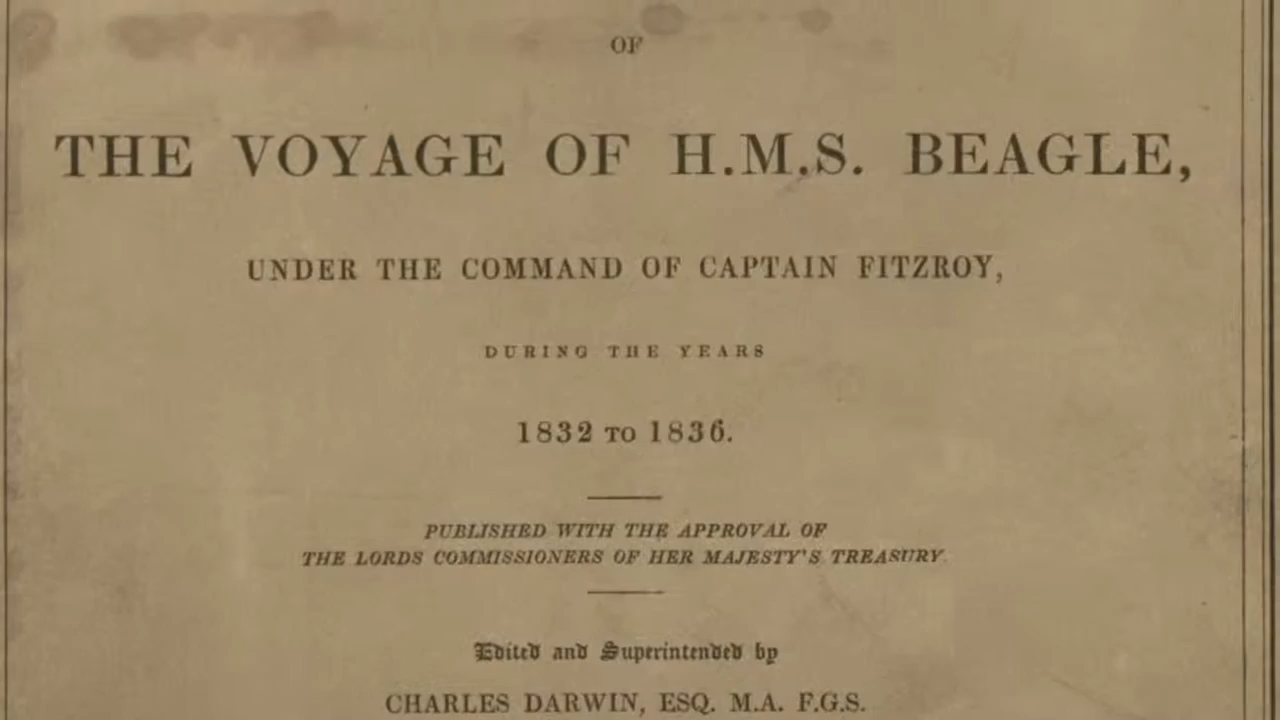 OF
THE VOYAGE OF H.M.S. BEAGLE,
UNDER THE COMMAND OF CAPTAIN FITZROY,
DURING THE YEARS
1832 TO 1836.
PUBLISHED WITH THE APPROVAL OF
THE LORDS COMMISSIONERS OF HER MAJESTY'S TREASURY.
Edited and Superintended by
CHARLES DARWIN, ESQ. M.A. F.G.S.